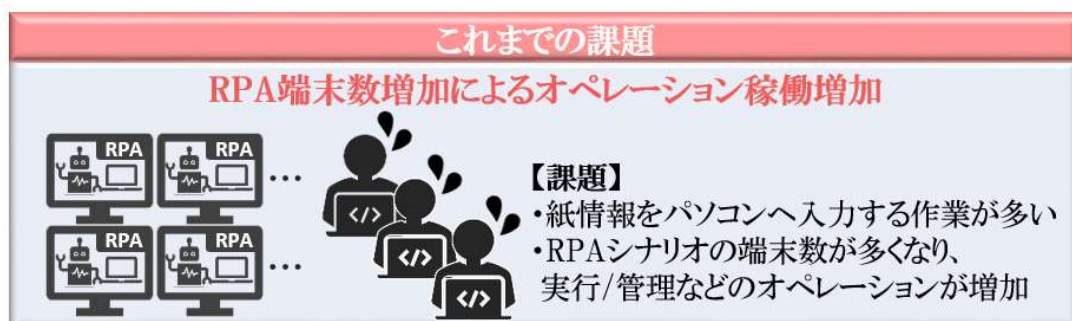 これまでの課題
RPA端末数増加によるオペレーション稼働増加
RPA RPA
…
</>
【課題】
・紙情報をパソコンへ入力する作業が多い
</>
・RPAシナリオの端末数が多くなり、
RPA RPA
…
実行/管理などのオペレーションが増加
</>